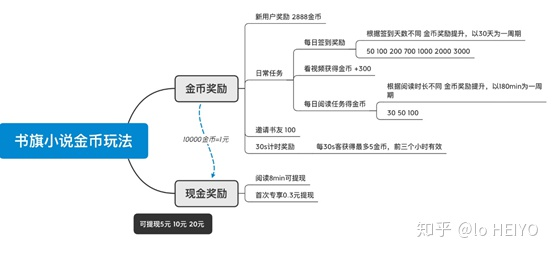 书旗小说金币玩法
金币奖励
新用户奖励 2888金币
日常任务
每日签到奖励
根据签到天数不同 金币奖励提升，以30天为一周期
50 100 200 700 1000 2000 3000
看视频获得金币 +300
每日阅读任务得金币
根据阅读时长不同 金币奖励提升，以180min为一周
期
30 50 100
邀请书友 100
30s计时奖励
每30s客获得最多5金币，前三个小时有效
10000金币=1元
现金奖励
阅读8min可提现
首次专享0.3元提现
可提现5元 10元 20元
知乎 @lo HEIYO